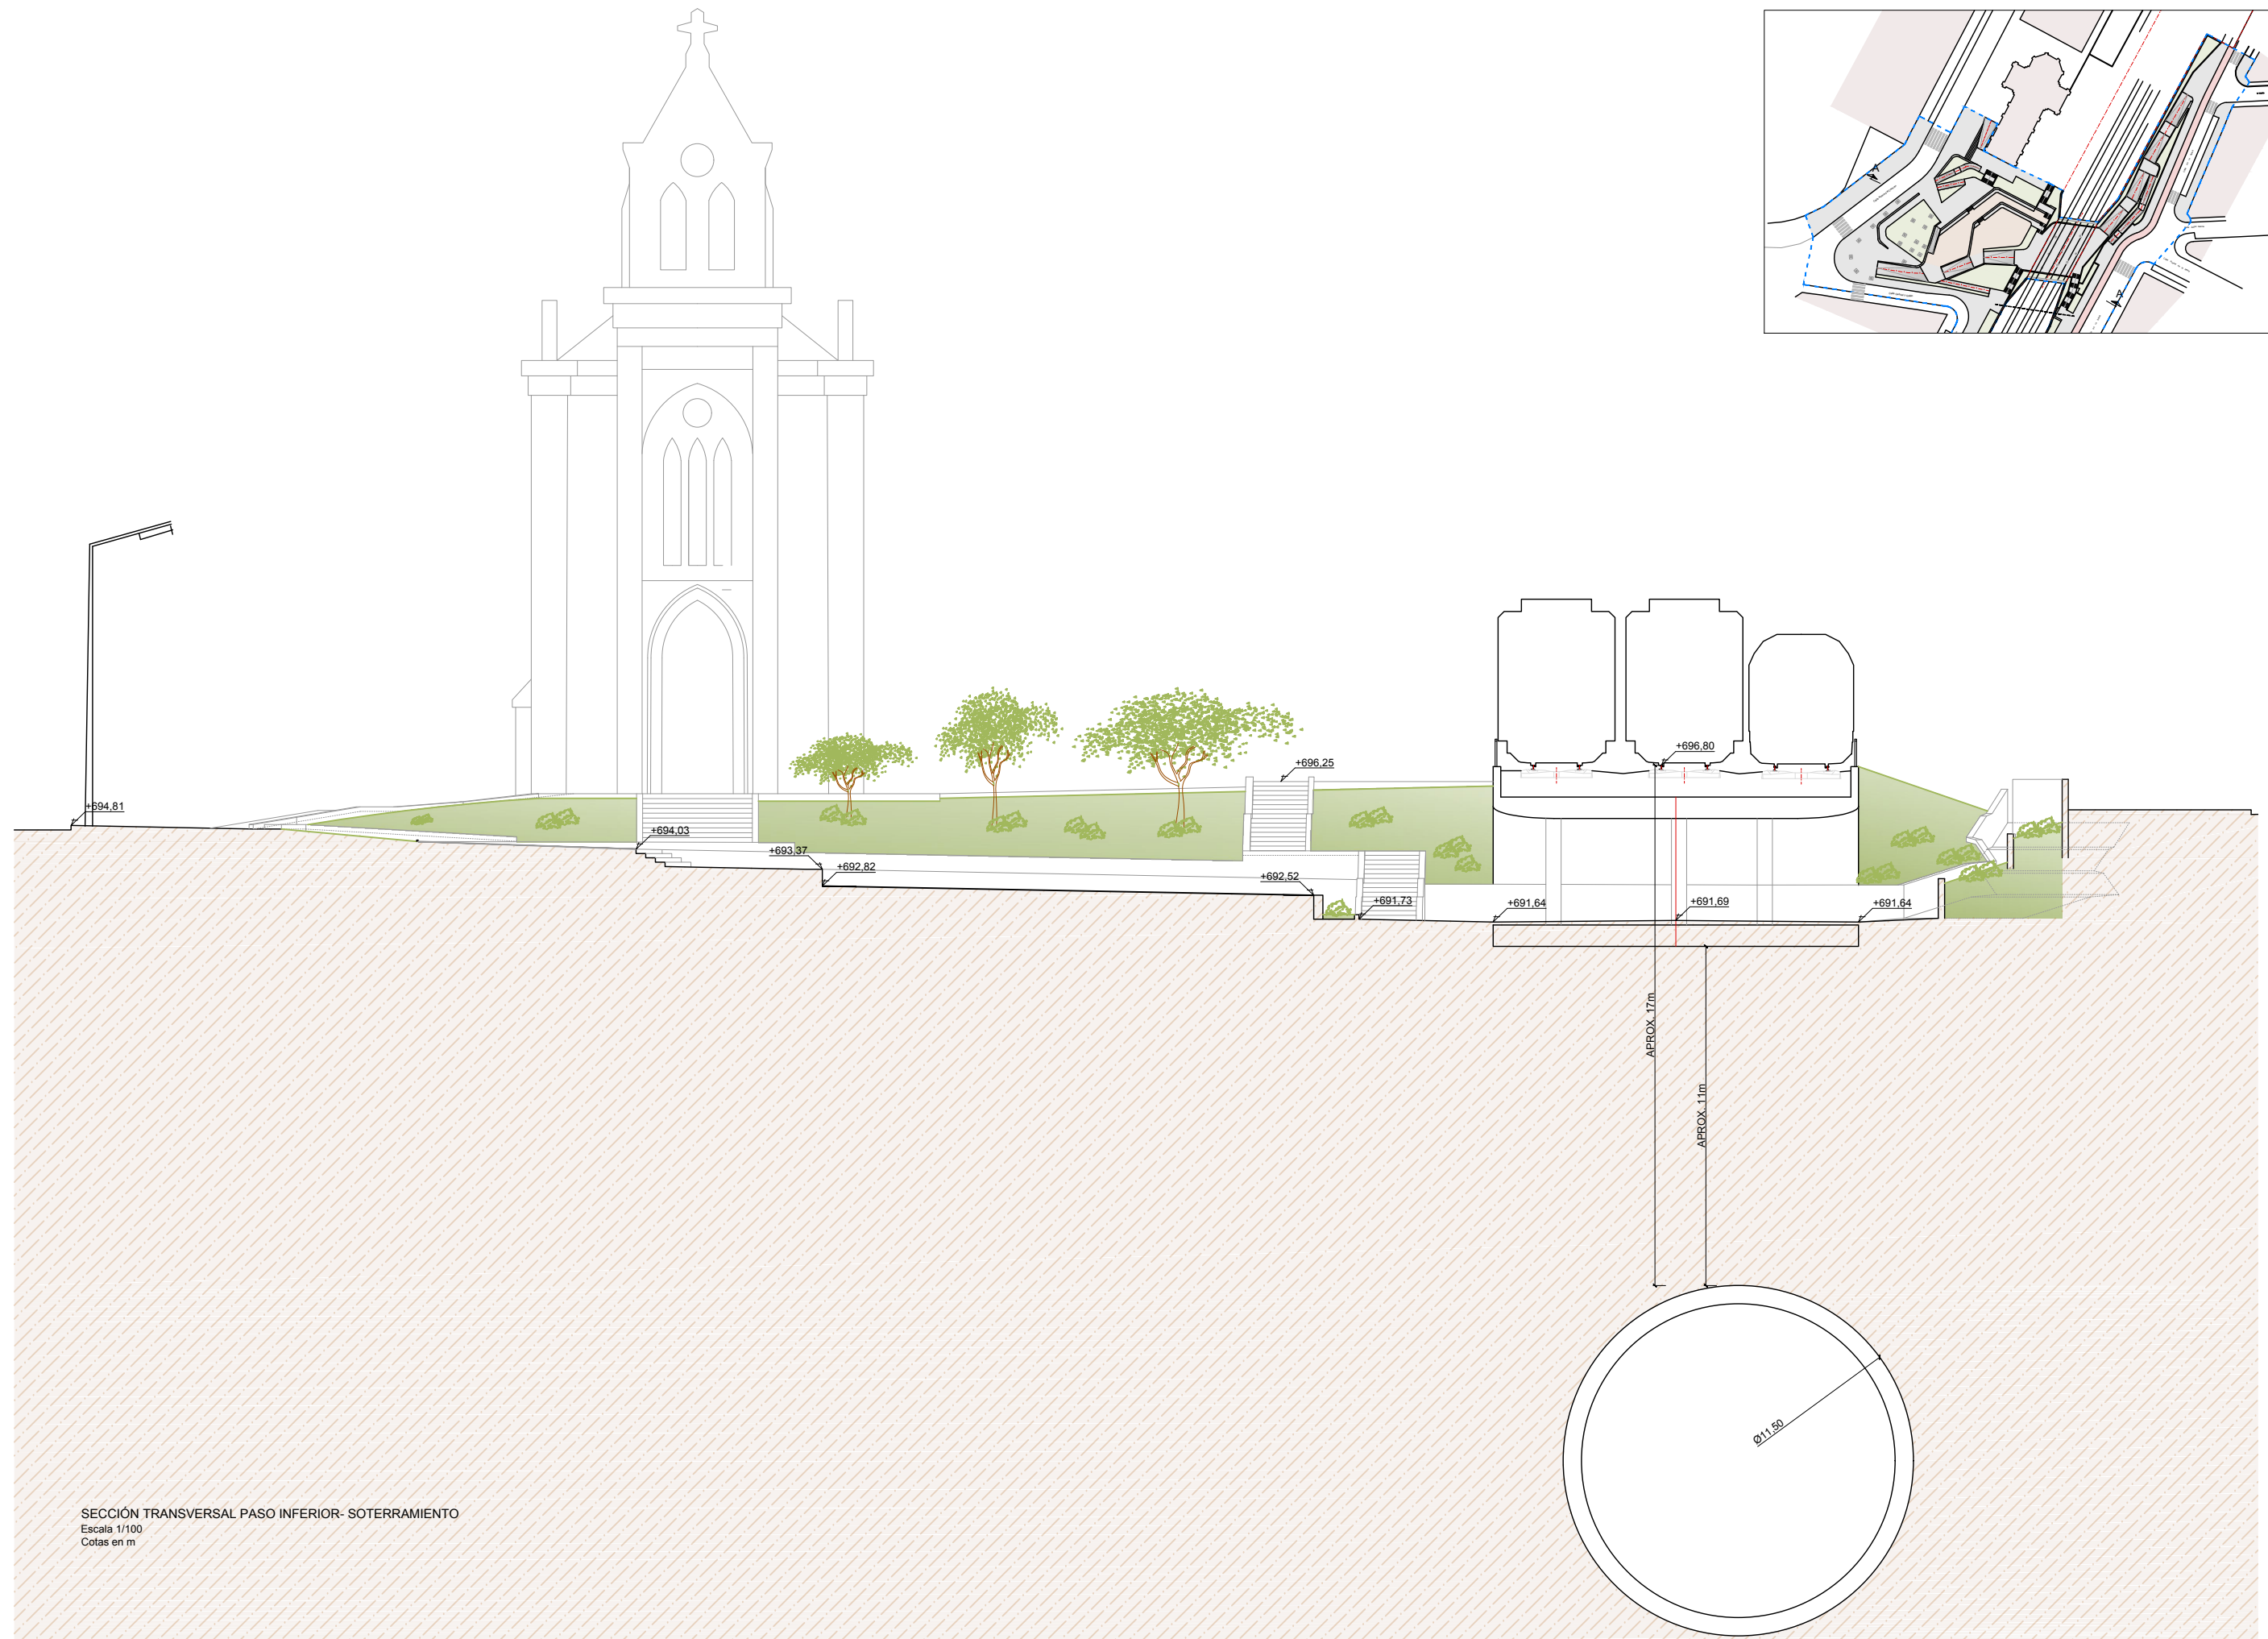 A
A
+696,80
+696,25
+694,81
+694,03
+693,37
+692,82
+692,52
+691,73
+691,64
+691,69
+691,64
APROX. 17m
APROX. 11m
Ø11,50
SECCIÓN TRANSVERSAL PASO INFERIOR- SOTERRAMIENTO
Escala 1/100
Cotas en m